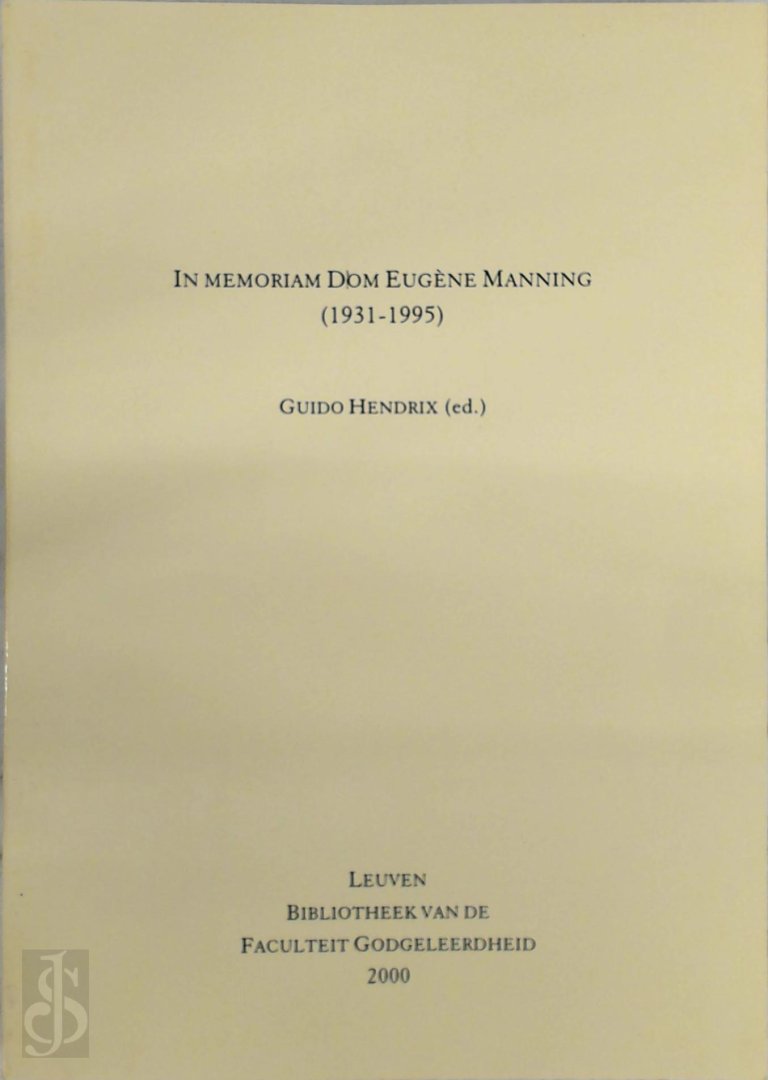 IN MEMORIAM DOM EUGÈNE MANNING
(1931-1995)
GUIDO HENDRIX (ed.)
LEUVEN
BIBLIOTHEEK VAN DE
FACULTEIT GODGELEERDHEID
2000